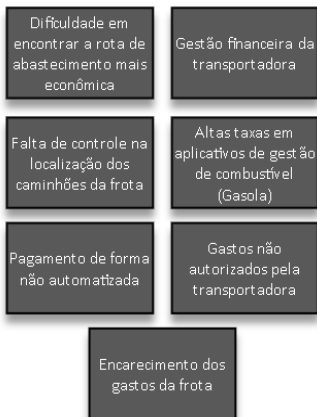 Dificuldade em
encontrar a rota de
abastecimento mais
econômica
Gestão financeira da
transportadora
Falta de controle na
localização dos
caminhões da frota
Altas taxas em
aplicativos de gestão
de combustível
(Gasola)
Pagamento de forma
não automatizada
Gastos não
autorizados pela
transportadora
Encarecimento dos
gastos da frota